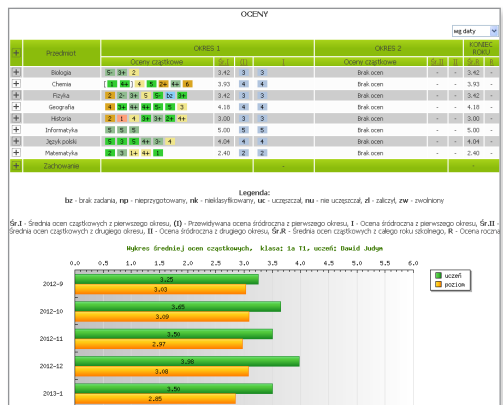 OCENY
wg daty
Przedmiot OKRES 1 OKRES 2 KONIEC ROKU
Oceny cząstkowe Śr.I (I) I Oceny cząstkowe Śr.II II Śr.R R
Biologia 5- 3+ 2 3.42 3 3 Brak ocen - - 3.42 -
Chemia [1 4+] 4 5 2+ 4+ 6 3.93 4 4 Brak ocen - - 3.93 -
Fizyka 2 2- 3+ 5 5- bz 3+ 3.42 3 3 Brak ocen - - 3.42 -
Geografia 4 3+ 4+ 4+ 5- 5 3 4.18 4 4 Brak ocen - - 4.18 -
Historia 2 1 4 3+ 3+ 2+ 4+ 3.00 3 3 Brak ocen - - 3.00 -
Informatyka 5 5 5 5.00 5 5 Brak ocen - - 5.00 -
Język polski 5 3 5 4+ 3- 4 4.04 4 4 Brak ocen - - 4.04 -
Matematyka 2 3 1+ 4+ 1 2.40 2 2 Brak ocen - - 2.40 -
Zachowanie - -
Legenda:
bz - brak zadania, np - nieprzygotowany, nk - nieklasyfikowany, uc - uczęszczał, nu - nie uczęszczał, zl - zaliczył, zw - zwolniony
Śr.I - Średnia ocen cząstkowych z pierwszego okresu, (I) - Przewidywana ocena śródroczna z pierwszego okresu, I - Ocena śródroczna z pierwszego okresu, Śr.II -
Średnia ocen cząstkowych z drugiego okresu, II - Ocena śródroczna z drugiego okresu, Śr.R - Średnia ocen cząstkowych z całego roku szkolnego, R - Ocena roczna
Wykres średniej ocen cząstkowych, klasa: 1a TI, uczeń: Dawid Judym
0,0 0,5 1,0 1,5 2,0 2,5 3,0 3,5 4,0 4,5 5,0 5,5 6,0
uczeń
poziom
2012-9 3.25
3.03
2012-10 3.65
3.09
2012-11 3.50
2.97
2012-12 3.98
3.08
2013-1 3.50
2.85